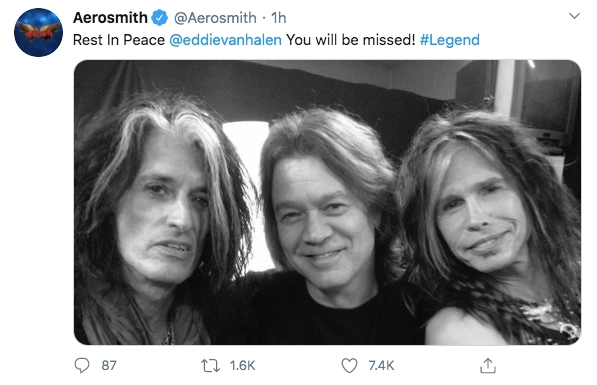 Aerosmith @Aerosmith · 1h
Rest In Peace @eddievanhalen You will be missed! #Legend
87 1.6K 7.4K